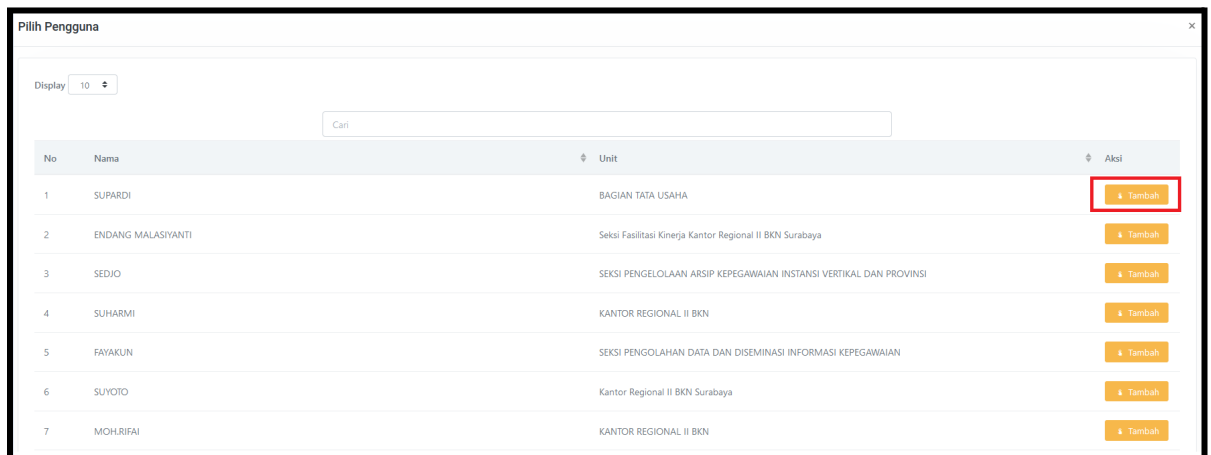 Pilih Pengguna ×
Display 10
Cari
No Nama Unit Aksi
1 SUPARDI BAGIAN TATA USAHA Tambah
2 ENDANG MALASIYANTI Seksi Fasilitasi Kinerja Kantor Regional II BKN Surabaya Tambah
3 SEDJO SEKSI PENGELOLAAN ARSIP KEPEGAWAIAN INSTANSI VERTIKAL DAN PROVINSI Tambah
4 SUHARMI KANTOR REGIONAL II BKN Tambah
5 FAYAKUN SEKSI PENGOLAHAN DATA DAN DISEMINASI INFORMASI KEPEGAWAIAN Tambah
6 SUYOTO Kantor Regional II BKN Surabaya Tambah
7 MOH.RIFAI KANTOR REGIONAL II BKN Tambah